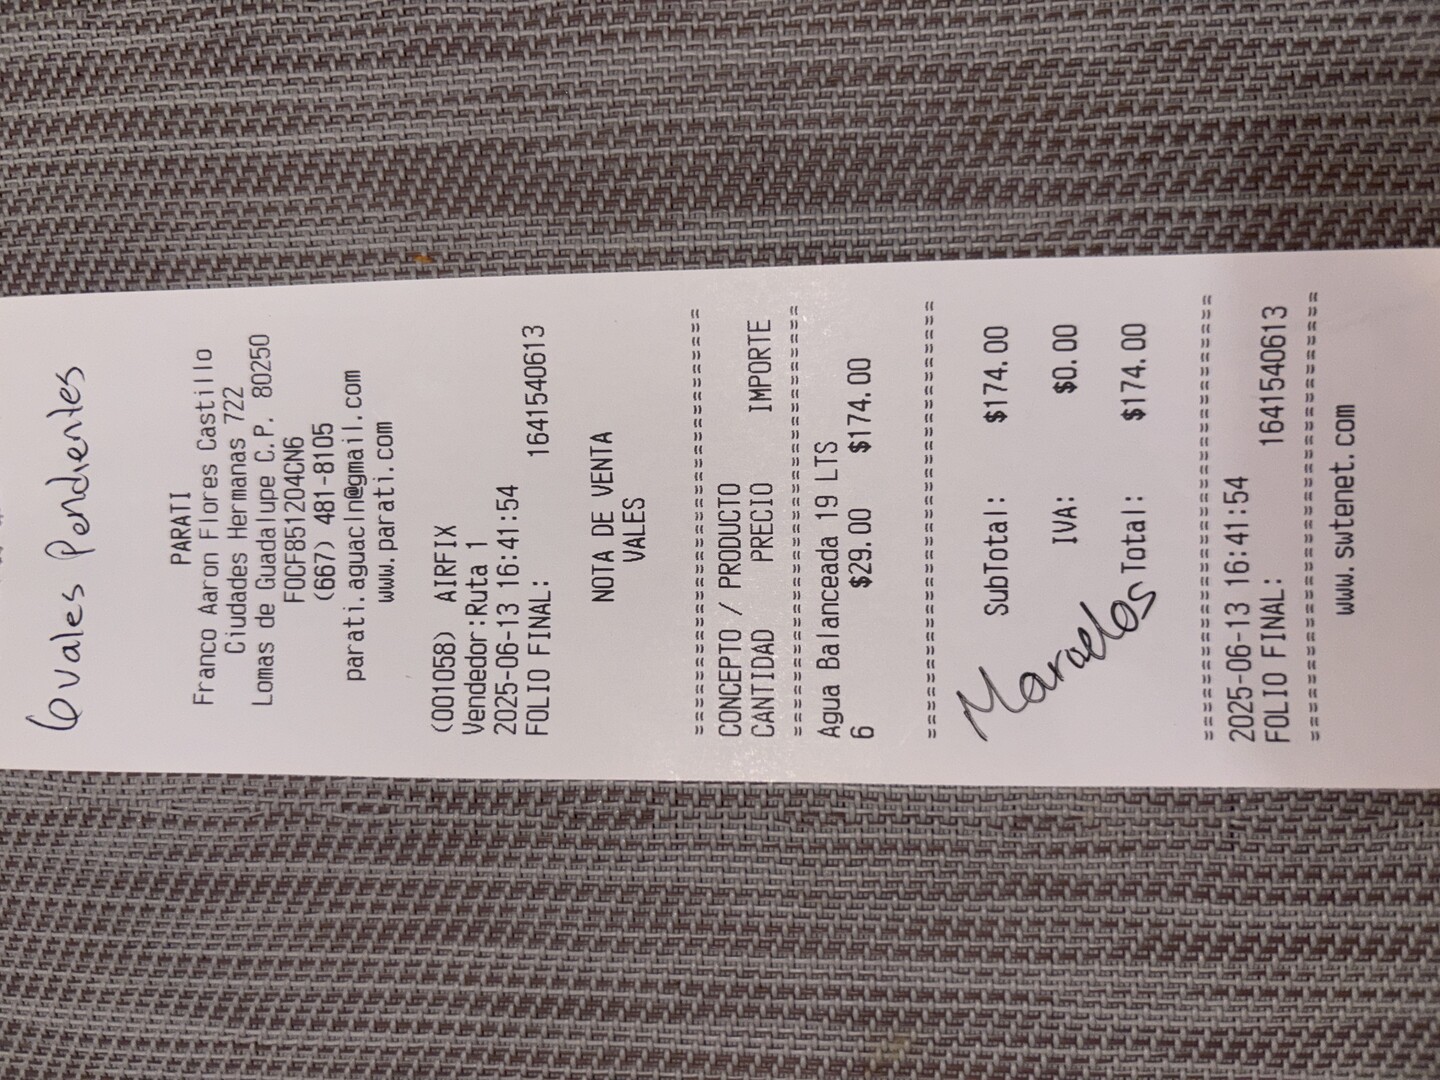 6 vales Pendientes
PARATI
Franco Aaron Flores Castillo
Ciudades Hermanas 722
Lomas de Guadalupe C.P. 80250
FOCF851204CN6
(667) 481-8105
parati.aguacln@gmail.com
www.parati.com
(001058) AIRFIX
Vendedor:Ruta 1
2025-06-13 16:41:54
FOLIO FINAL: 1641540613
NOTA DE VENTA
VALES
==========================================
CONCEPTO / PRODUCTO
CANTIDAD PRECIO IMPORTE
==========================================
Agua Balanceada 19 LTS
6 $29.00 $174.00
==========================================
SubTotal: $174.00
IVA: $0.00
Total: $174.00
==========================================
2025-06-13 16:41:54
FOLIO FINAL: 1641540613
==========================================
www.swtenet.com